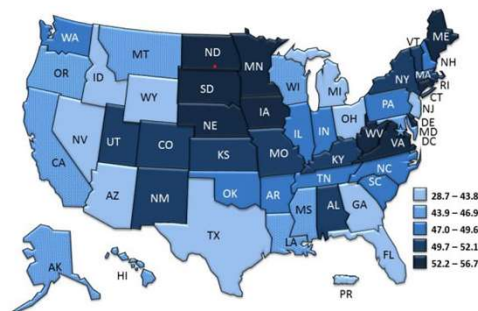 WA
MT
ND
MN
ME
VT
NH
OR
ID
SD
WI
NY
MA
RI
CT
WY
MI
IA
PA
NJ
NE
OH
DE
NV
UT
IL
IN
MD
WV
DC
CO
VA
CA
KS
MO
KY
NC
TN
SC
AZ
NM
OK
AR
MS
AL
GA
TX
LA
FL
AK
HI
PR
28.7 – 43.8
43.9 – 46.9
47.0 – 49.6
49.7 – 52.1
52.2 – 56.7